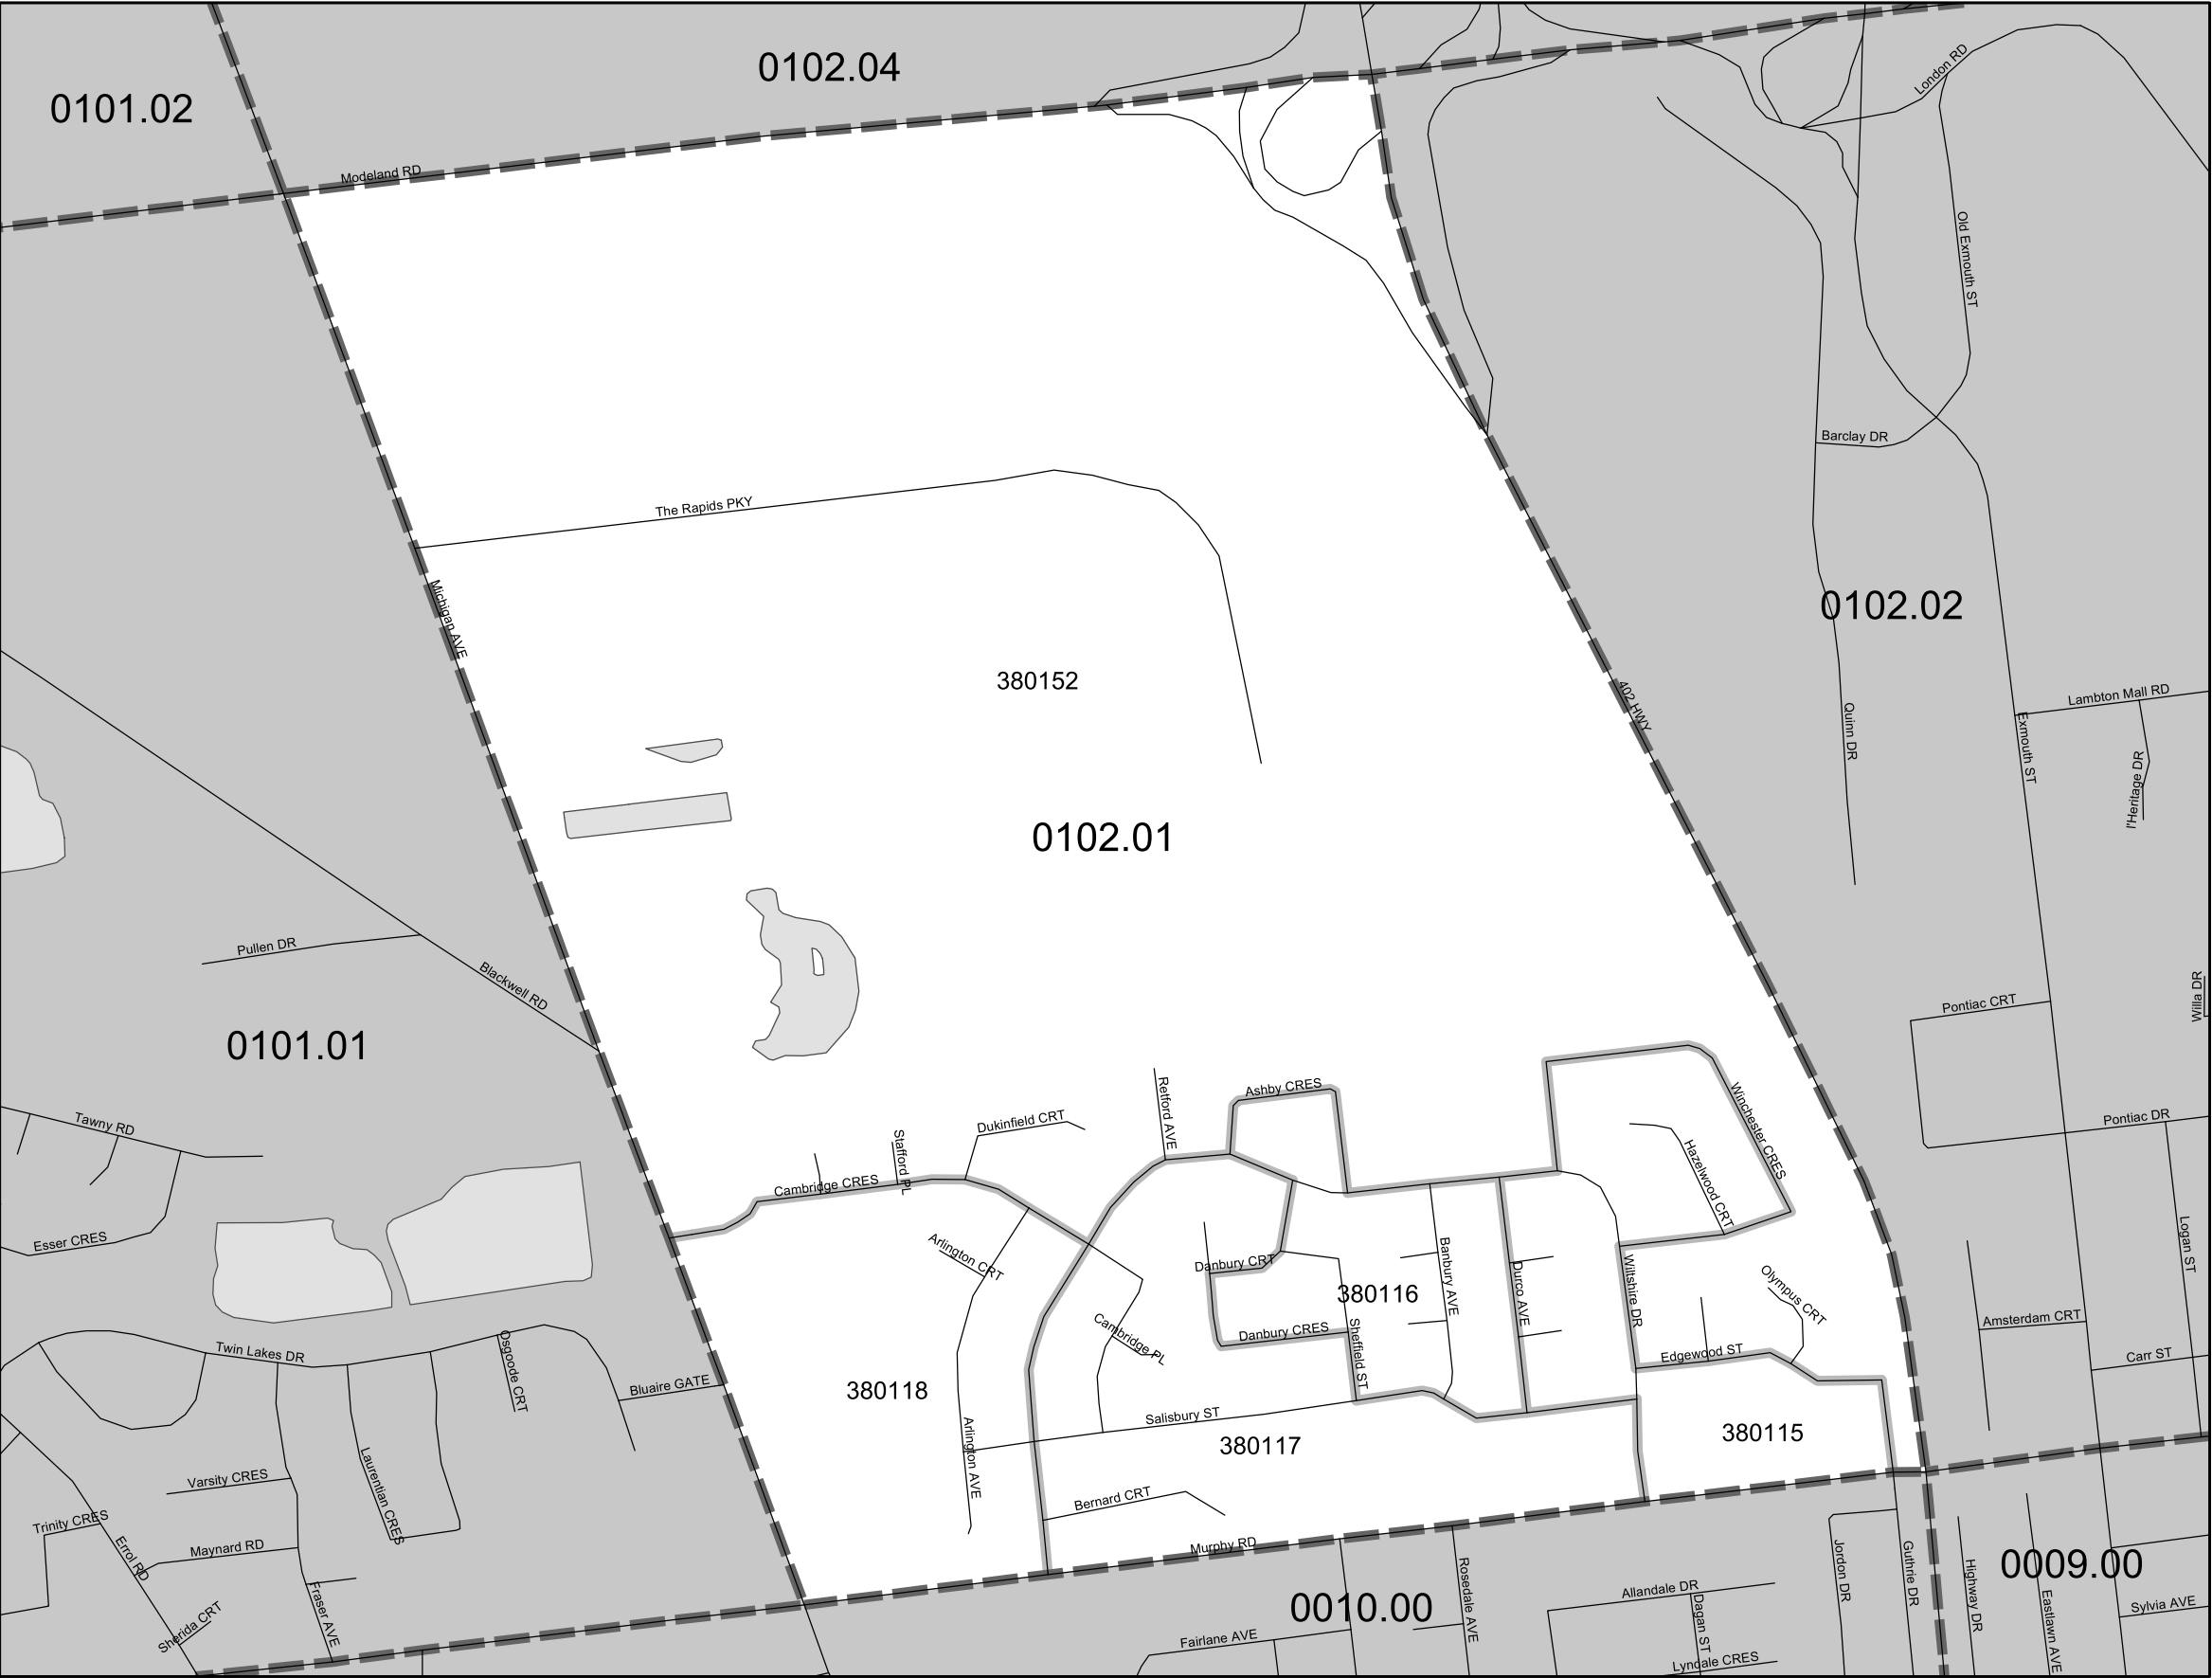 0102.04
0101.02
London RD
Modeland RD
Old Exmouth ST
Barclay DR
The Rapids PKY
Michigan AVE
0102.02
380152
402 HWY
Lambton Mall RD
Quinn DR
Exmouth ST
l'Heritage DR
0102.01
Pullen DR
Blackwell RD
Pontiac CRT
Willa DR
0101.01
Ashby CRES
Retford AVE
Winchester CRES
Tawny RD
Dukinfield CRT
Pontiac DR
Stafford PL
Hazelwood CRT
Cambridge CRES
Esser CRES
Arlington CRT
Danbury CRT
Banbury AVE
Durco AVE
Wiltshire DR
Olympus CRT
Logan ST
380116
Cambridge PL
Danbury CRES
Sheffield ST
Amsterdam CRT
Twin Lakes DR
Osgoode CRT
Edgewood ST
Carr ST
Bluaire GATE
380118
Salisbury ST
380117
380115
Arlington AVE
Varsity CRES
Laurentian CRES
Bernard CRT
Trinity CRES
Errol RD
Maynard RD
Murphy RD
Fraser AVE
Sherida CRT
0010.00
Rosedale AVE
Fairlane AVE
Allandale DR
Dagan ST
Lyndale CRES
Jordon DR
Guthrie DR
Highway DR
Eastlawn AVE
0009.00
Sylvia AVE